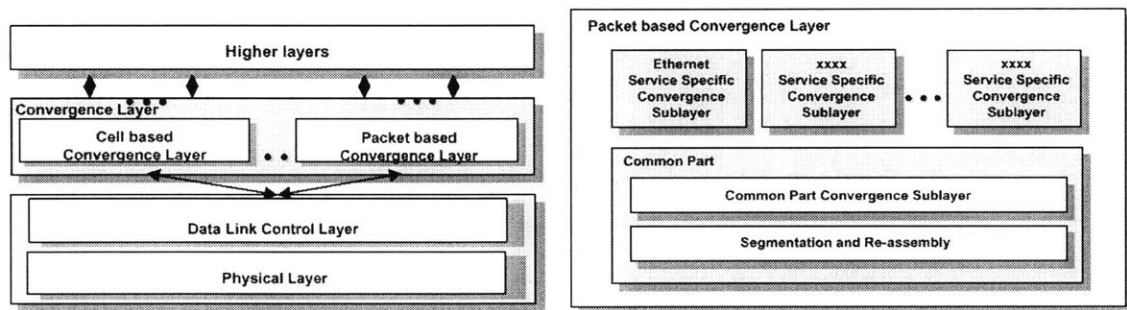 Higher layers
Convergence Layer
Cell based
Convergence Layer
Packet based
Convergence Layer
Data Link Control Layer
Physical Layer
Packet based Convergence Layer
Ethernet
Service Specific
Convergence
Sublayer
xxxx
Service Specific
Convergence
Sublayer
xxxx
Service Specific
Convergence
Sublayer
Common Part
Common Part Convergence Sublayer
Segmentation and Re-assembly